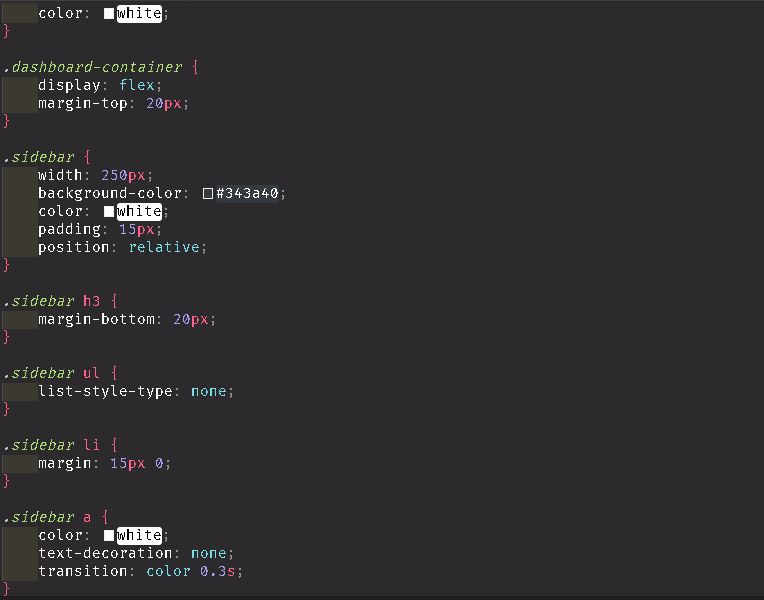 color: white;
}
.dashboard-container {
display: flex;
margin-top: 20px;
}
.sidebar {
width: 250px;
background-color: #343a40;
color: white;
padding: 15px;
position: relative;
}
.sidebar h3 {
margin-bottom: 20px;
}
.sidebar ul {
list-style-type: none;
}
.sidebar li {
margin: 15px 0;
}
.sidebar a {
color: white;
text-decoration: none;
transition: color 0.3s;
}